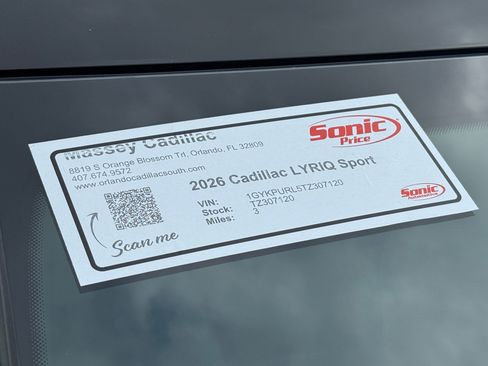 Massey Cadillac
8819 S Orange Blossom Trl, Orlando, FL 32809
407.674.9572
www.orlandocadillacsouth.com
Sonic
Price
2026 Cadillac LYRIQ Sport
VIN: 1GYKPURL5TZ307120
Stock: TZ307120
Miles: 3
Scan me
Sonic
Automotive